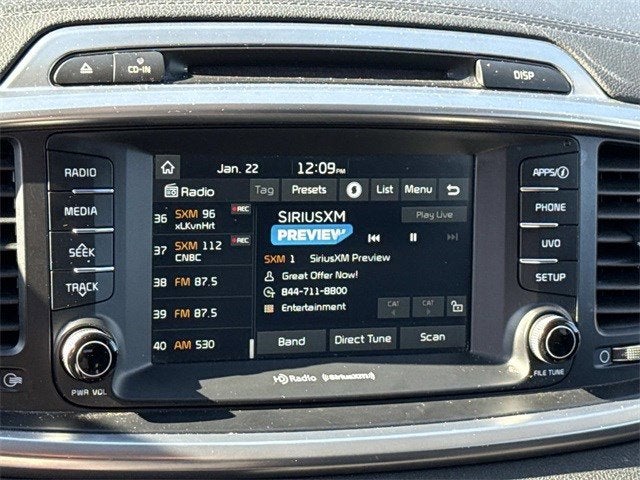 CD-IN
DISP
RADIO
MEDIA
SEEK
TRACK
PWR VOL
Jan. 22 12:09PM
Radio Tag Presets List Menu
36 SXM 96 REC
xLKvnHrt
37 SXM 112 REC
CNBC
38 FM 87.5
39 FM 87.5
40 AM 530
SIRIUSXM
PREVIEW
Play Live
SXM 1 SiriusXM Preview
Great Offer Now!
844-711-8800
Entertainment
CAT CAT
Band Direct Tune Scan
HD Radio ((SiriusXM))
APPS/i
PHONE
UVO
SETUP
FILE TUNE